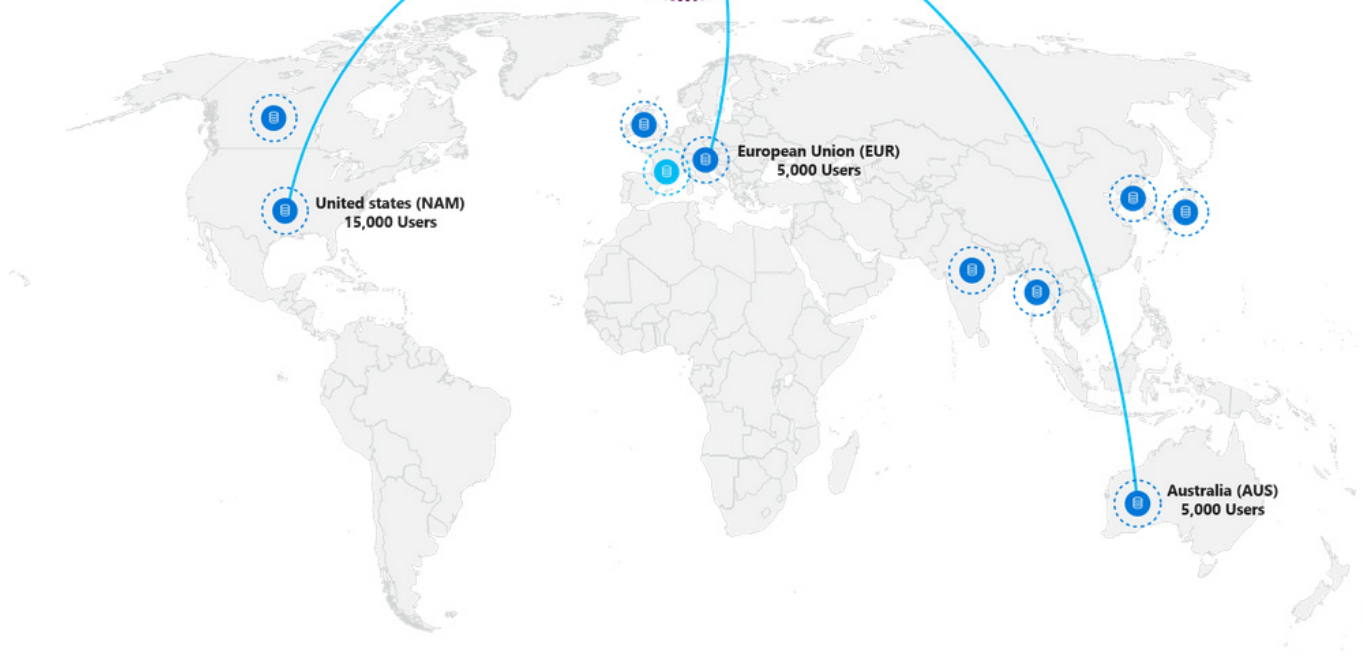 European Union (EUR)
5,000 Users
United states (NAM)
15,000 Users
Australia (AUS)
5,000 Users